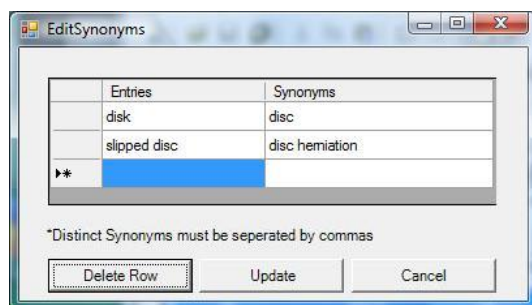 EditSynonyms
Entries Synonyms
disk disc
slipped disc disc herniation
*Distinct Synonyms must be seperated by commas
Delete Row Update Cancel